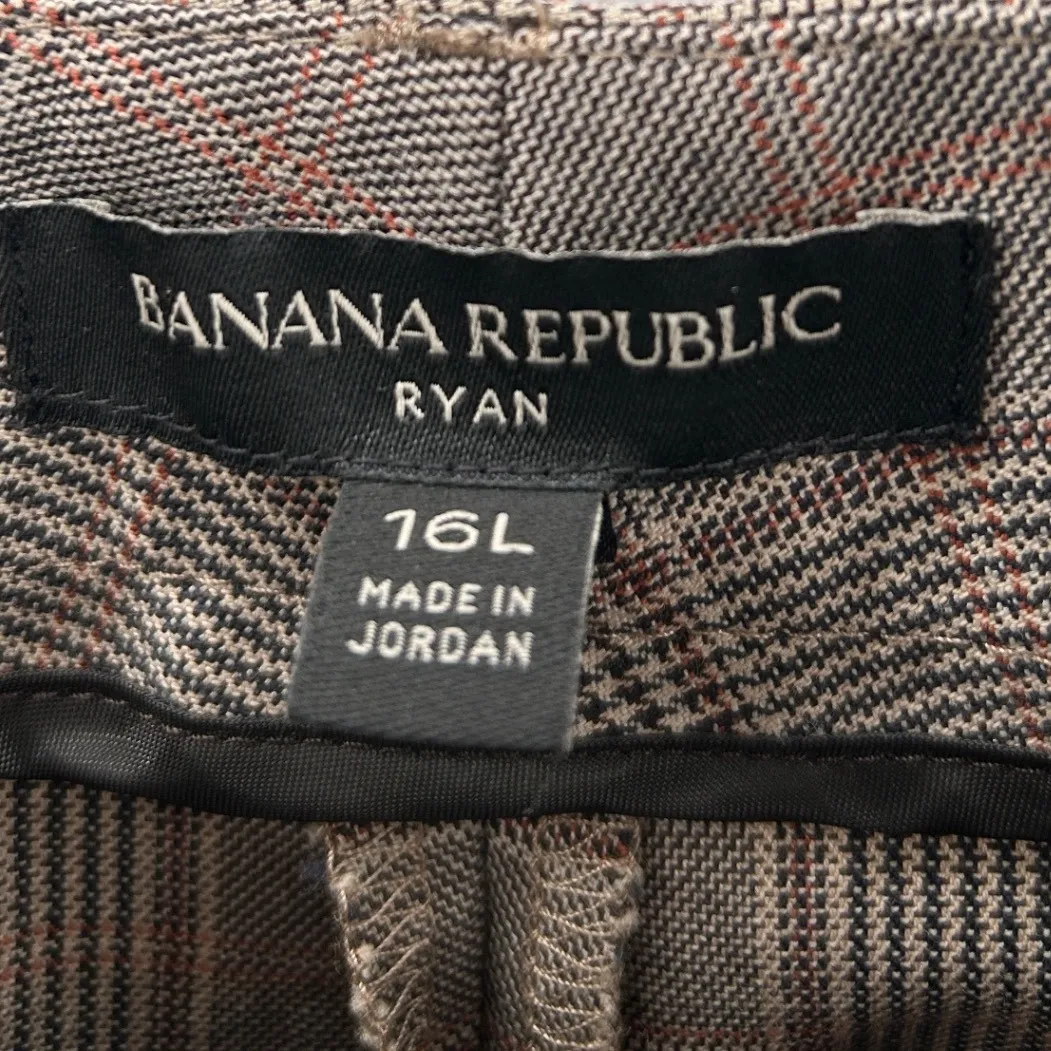 BANANA REPUBLIC
RYAN
16L
MADE IN
JORDAN